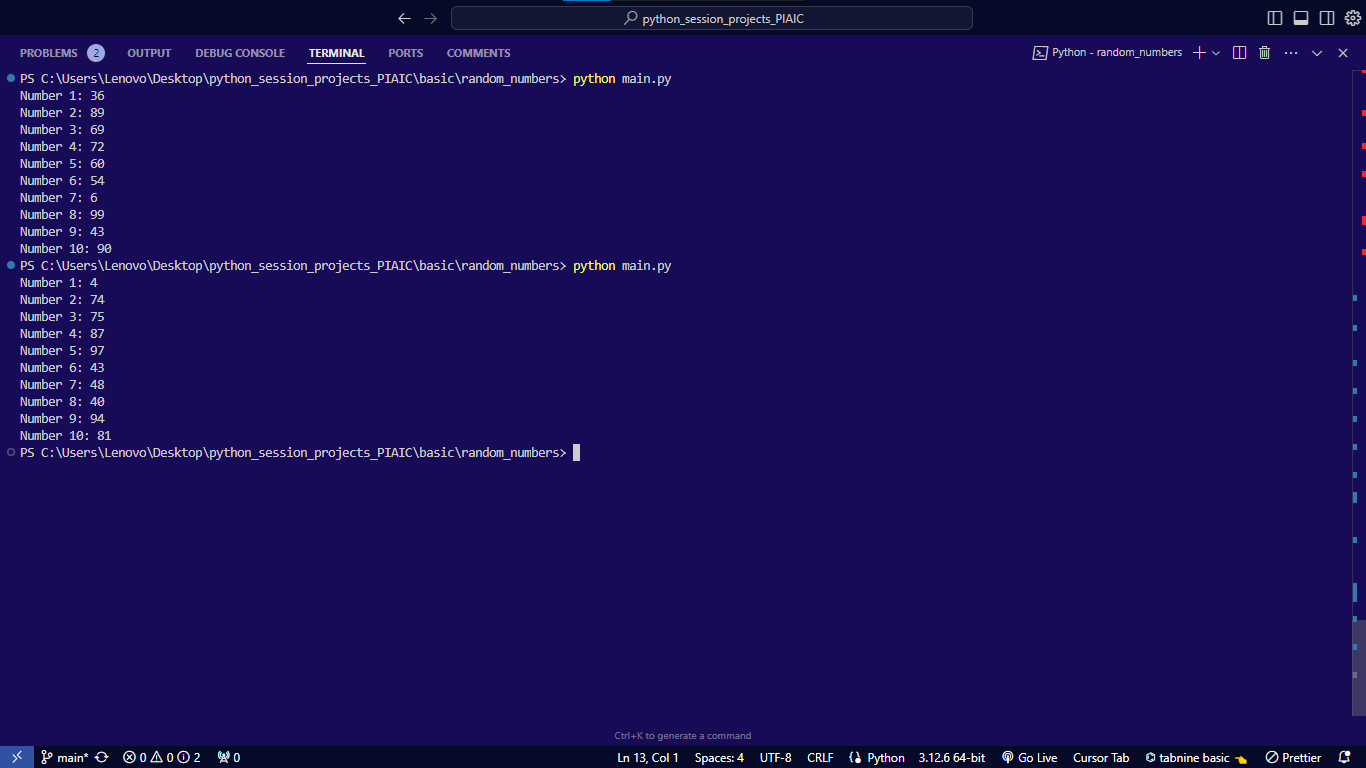 python_session_projects_PIAIC
PROBLEMS 2 OUTPUT DEBUG CONSOLE TERMINAL PORTS COMMENTS Python - random_numbers
PS C:\Users\Lenovo\Desktop\python_session_projects_PIAIC\basic\random_numbers> python main.py
Number 1: 36
Number 2: 89
Number 3: 69
Number 4: 72
Number 5: 60
Number 6: 54
Number 7: 6
Number 8: 99
Number 9: 43
Number 10: 90
PS C:\Users\Lenovo\Desktop\python_session_projects_PIAIC\basic\random_numbers> python main.py
Number 1: 4
Number 2: 74
Number 3: 75
Number 4: 87
Number 5: 97
Number 6: 43
Number 7: 48
Number 8: 40
Number 9: 94
Number 10: 81
PS C:\Users\Lenovo\Desktop\python_session_projects_PIAIC\basic\random_numbers>
Ctrl+K to generate a command
main* 0 0 2 0 Ln 13, Col 1 Spaces: 4 UTF-8 CRLF Python 3.12.6 64-bit Go Live Cursor Tab tabnine basic Prettier